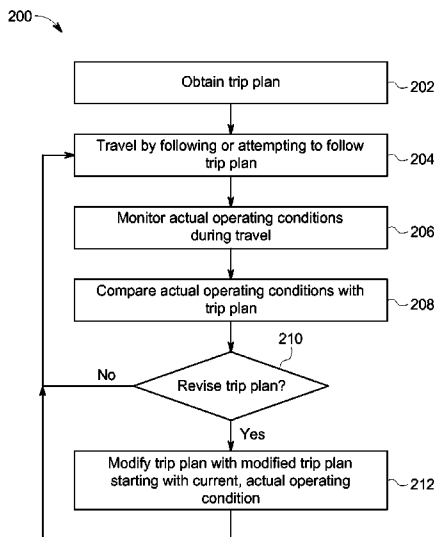 200
Obtain trip plan
202
Travel by following or attempting to follow
trip plan
204
Monitor actual operating conditions
during travel
206
Compare actual operating conditions with
trip plan
208
210
No
Revise trip plan?
Yes
Modify trip plan with modified trip plan
starting with current, actual operating
condition
212